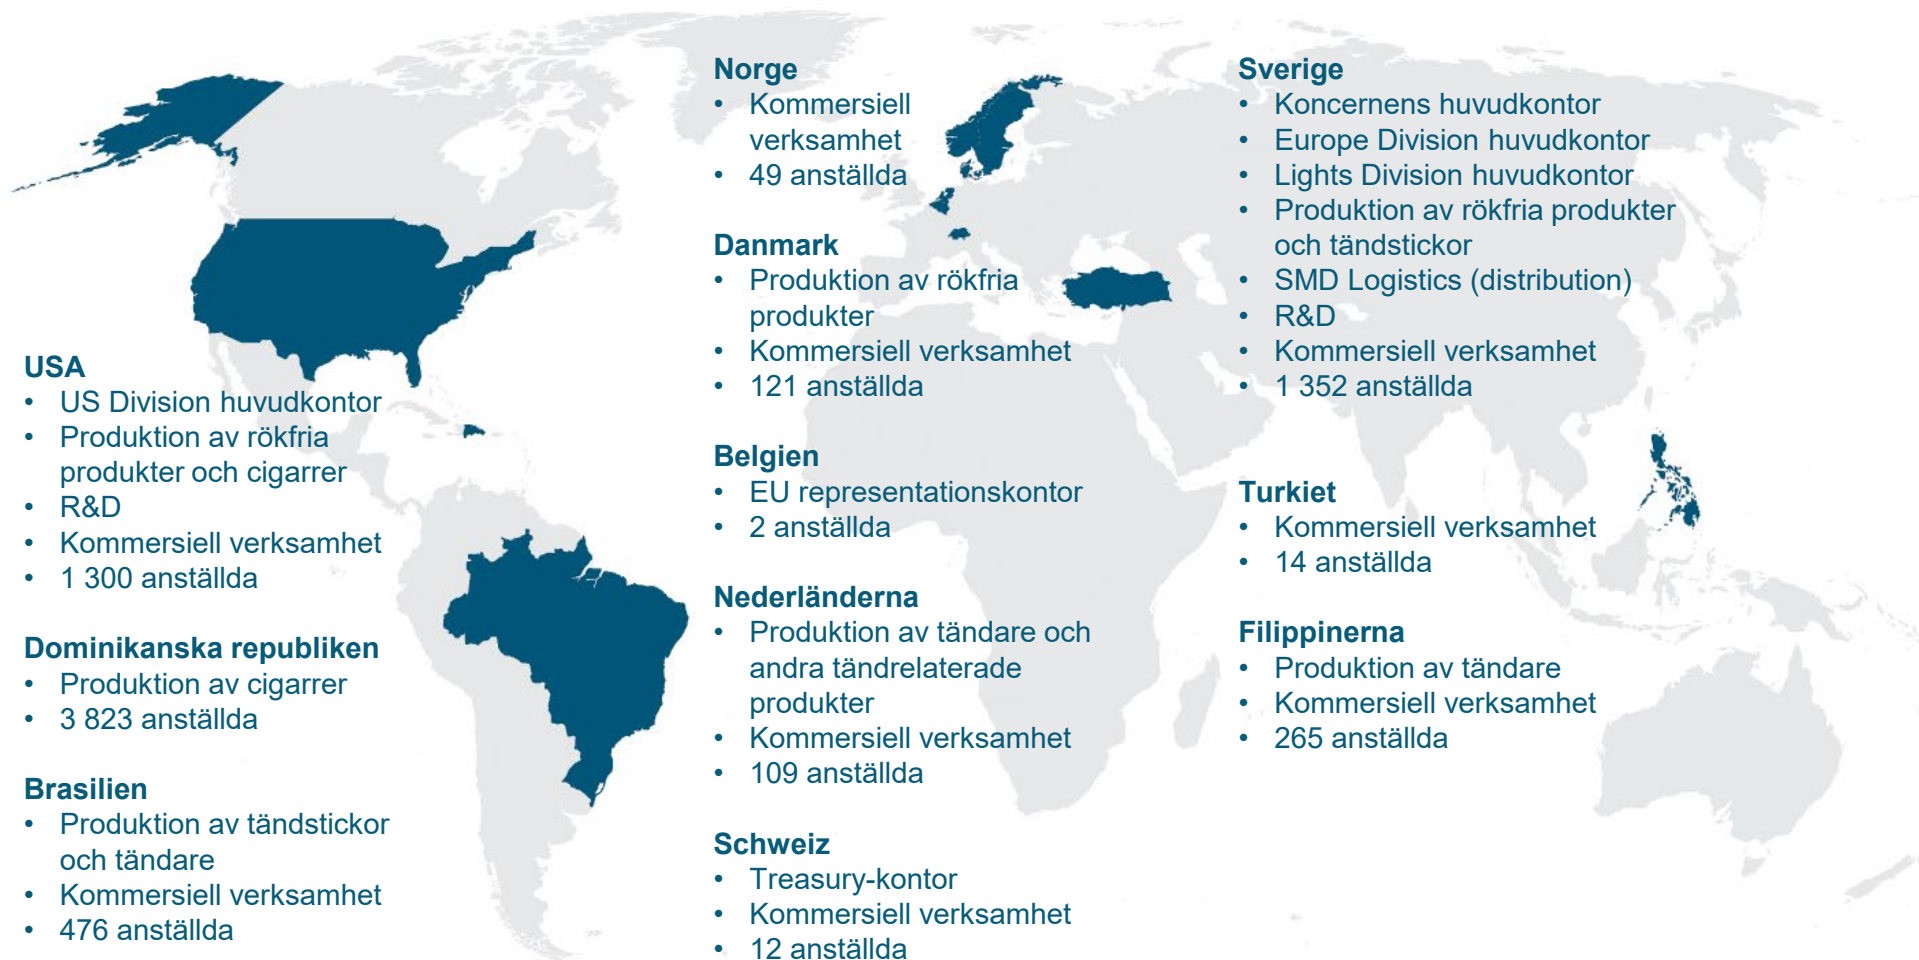 USA
• US Division huvudkontor
• Produktion av rökfria
produkter och cigarrer
• R&D
• Kommersiell verksamhet
• 1 300 anställda
Dominikanska republiken
• Produktion av cigarrer
• 3 823 anställda
Brasilien
• Produktion av tändstickor
och tändare
• Kommersiell verksamhet
• 476 anställda
Norge
• Kommersiell
verksamhet
• 49 anställda
Danmark
• Produktion av rökfria
produkter
• Kommersiell verksamhet
• 121 anställda
Belgien
• EU representationskontor
• 2 anställda
Nederländerna
• Produktion av tändare och
andra tändrelaterade
produkter
• Kommersiell verksamhet
• 109 anställda
Schweiz
• Treasury-kontor
• Kommersiell verksamhet
• 12 anställda
Sverige
• Koncernens huvudkontor
• Europe Division huvudkontor
• Lights Division huvudkontor
• Produktion av rökfria produkter
och tändstickor
• SMD Logistics (distribution)
• R&D
• Kommersiell verksamhet
• 1 352 anställda
Turkiet
• Kommersiell verksamhet
• 14 anställda
Filippinerna
• Produktion av tändare
• Kommersiell verksamhet
• 265 anställda